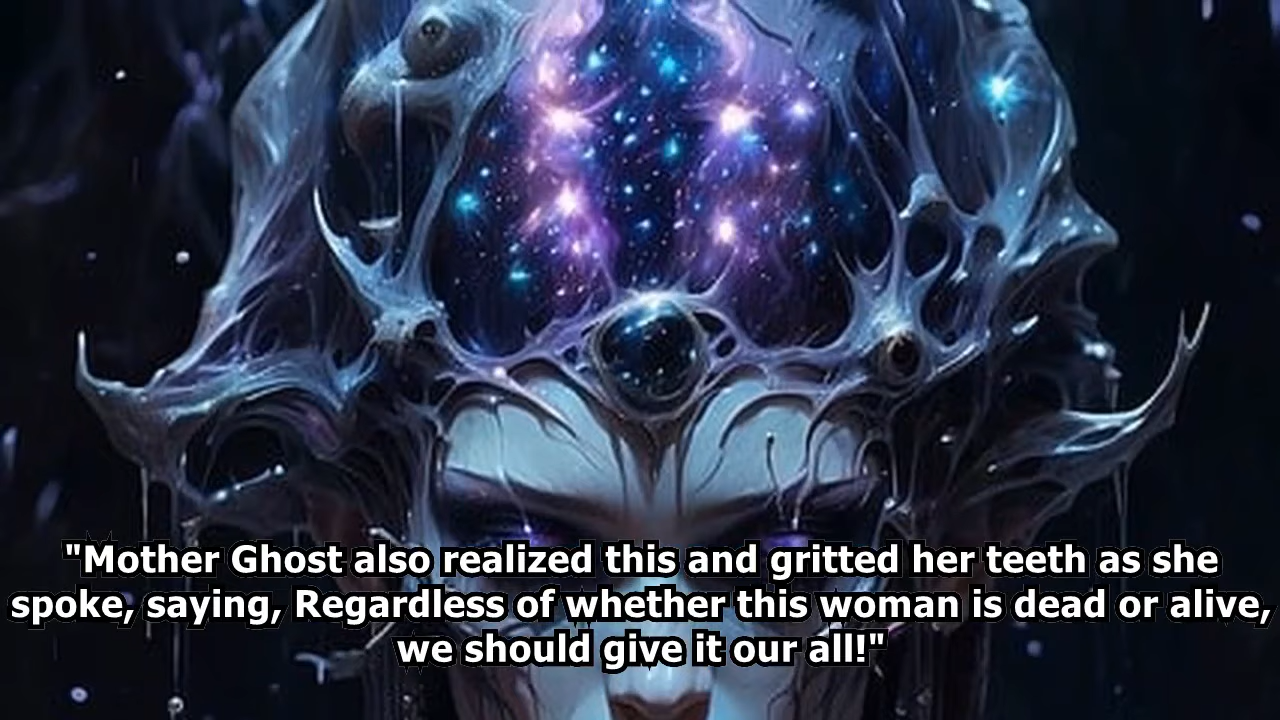 "Mother Ghost also realized this and gritted her teeth as she
spoke, saying, Regardless of whether this woman is dead or alive,
we should give it our all!"